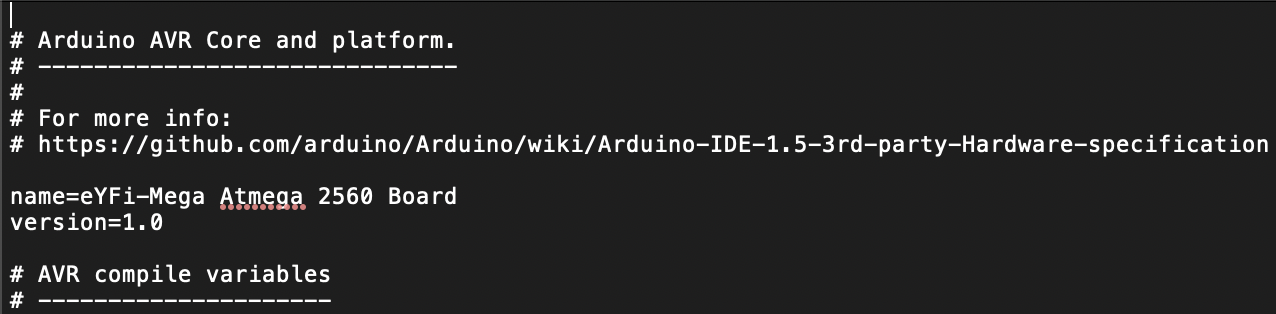 # Arduino AVR Core and platform.
# ------------------------------
#
# For more info:
# https://github.com/arduino/Arduino/wiki/Arduino-IDE-1.5-3rd-party-Hardware-specification
name=eYFi-Mega Atmega 2560 Board
version=1.0
# AVR compile variables
# ---------------------